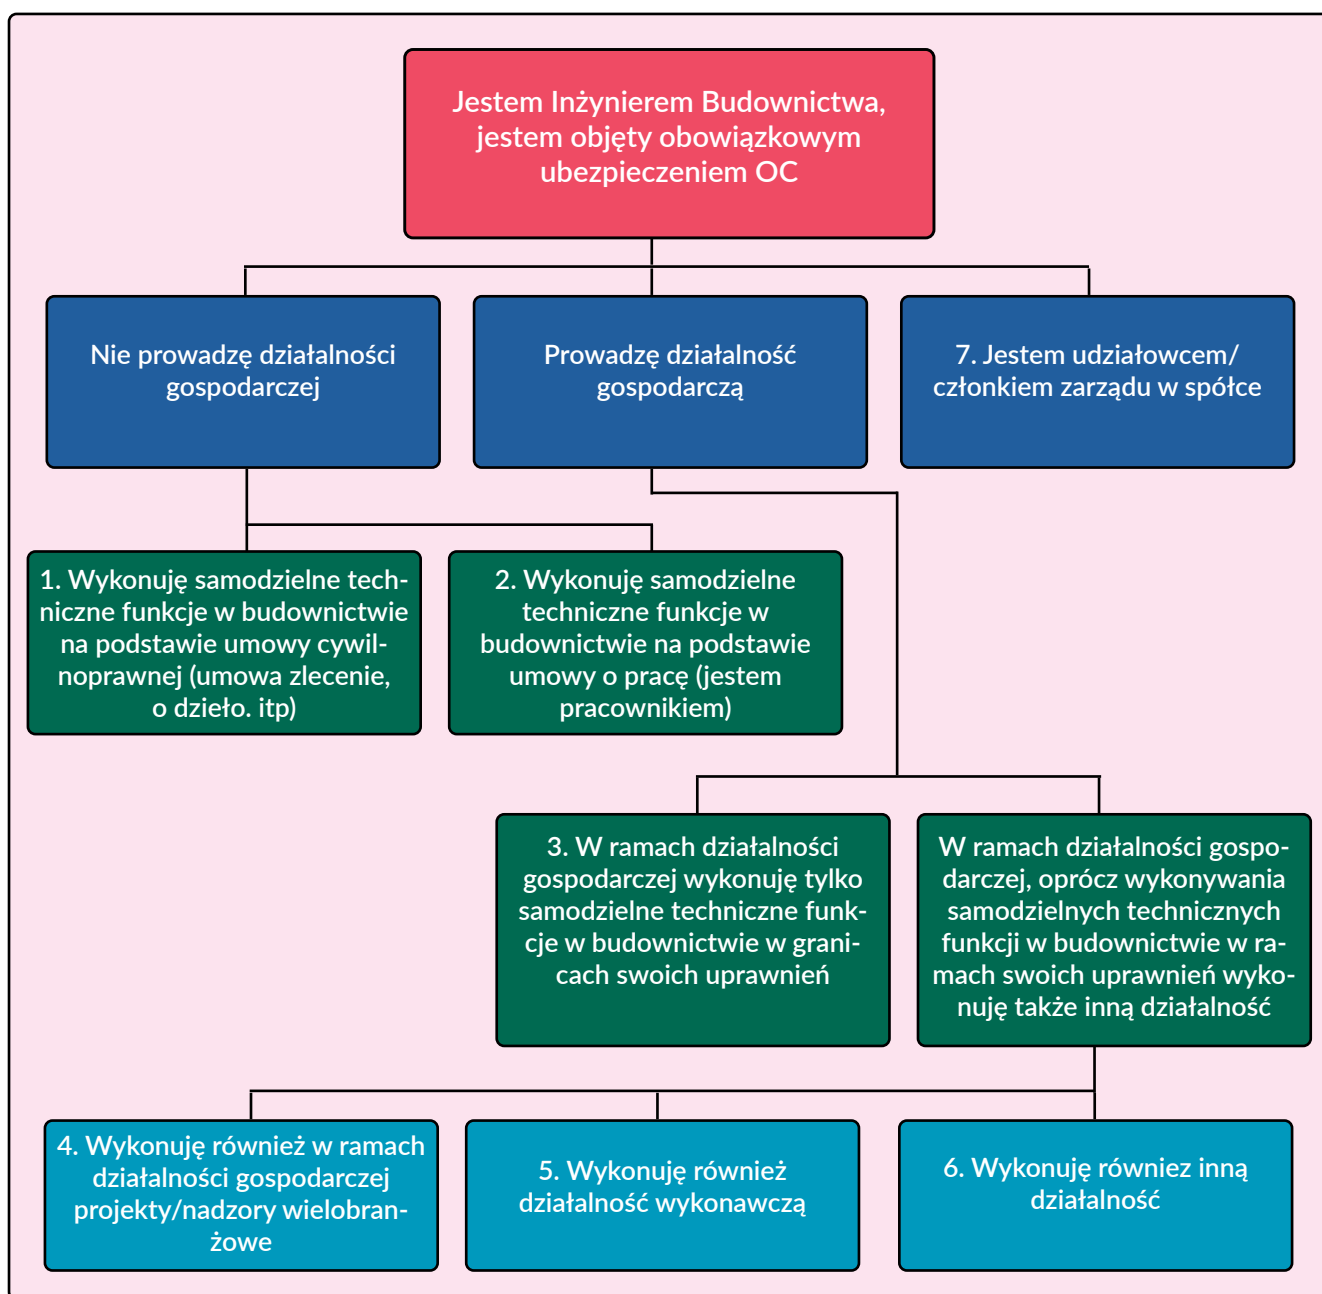 Jestem Inżynierem Budownictwa,
jestem objęty obowiązkowym
ubezpieczeniem OC
Nie prowadzę działalności
gospodarczej
Prowadzę działalność
gospodarczą
7. Jestem udziałowcem/
członkiem zarządu w spółce
1. Wykonuję samodzielne tech-
niczne funkcje w budownictwie
na podstawie umowy cywil-
noprawnej (umowa zlecenie,
o dzieło. itp)
2. Wykonuję samodzielne
techniczne funkcje w
budownictwie na podstawie
umowy o pracę (jestem
pracownikiem)
3. W ramach działalności
gospodarczej wykonuję tylko
samodzielne techniczne funk-
cje w budownictwie w grani-
cach swoich uprawnień
W ramach działalności gospo-
darczej, oprócz wykonywania
samodzielnych technicznych
funkcji w budownictwie w ra-
mach swoich uprawnień wyko-
nuję także inną działalność
4. Wykonuję również w ramach
działalności gospodarczej
projekty/nadzory wielobran-
żowe
5. Wykonuję również
działalność wykonawczą
6. Wykonuję równiez inną
działalność